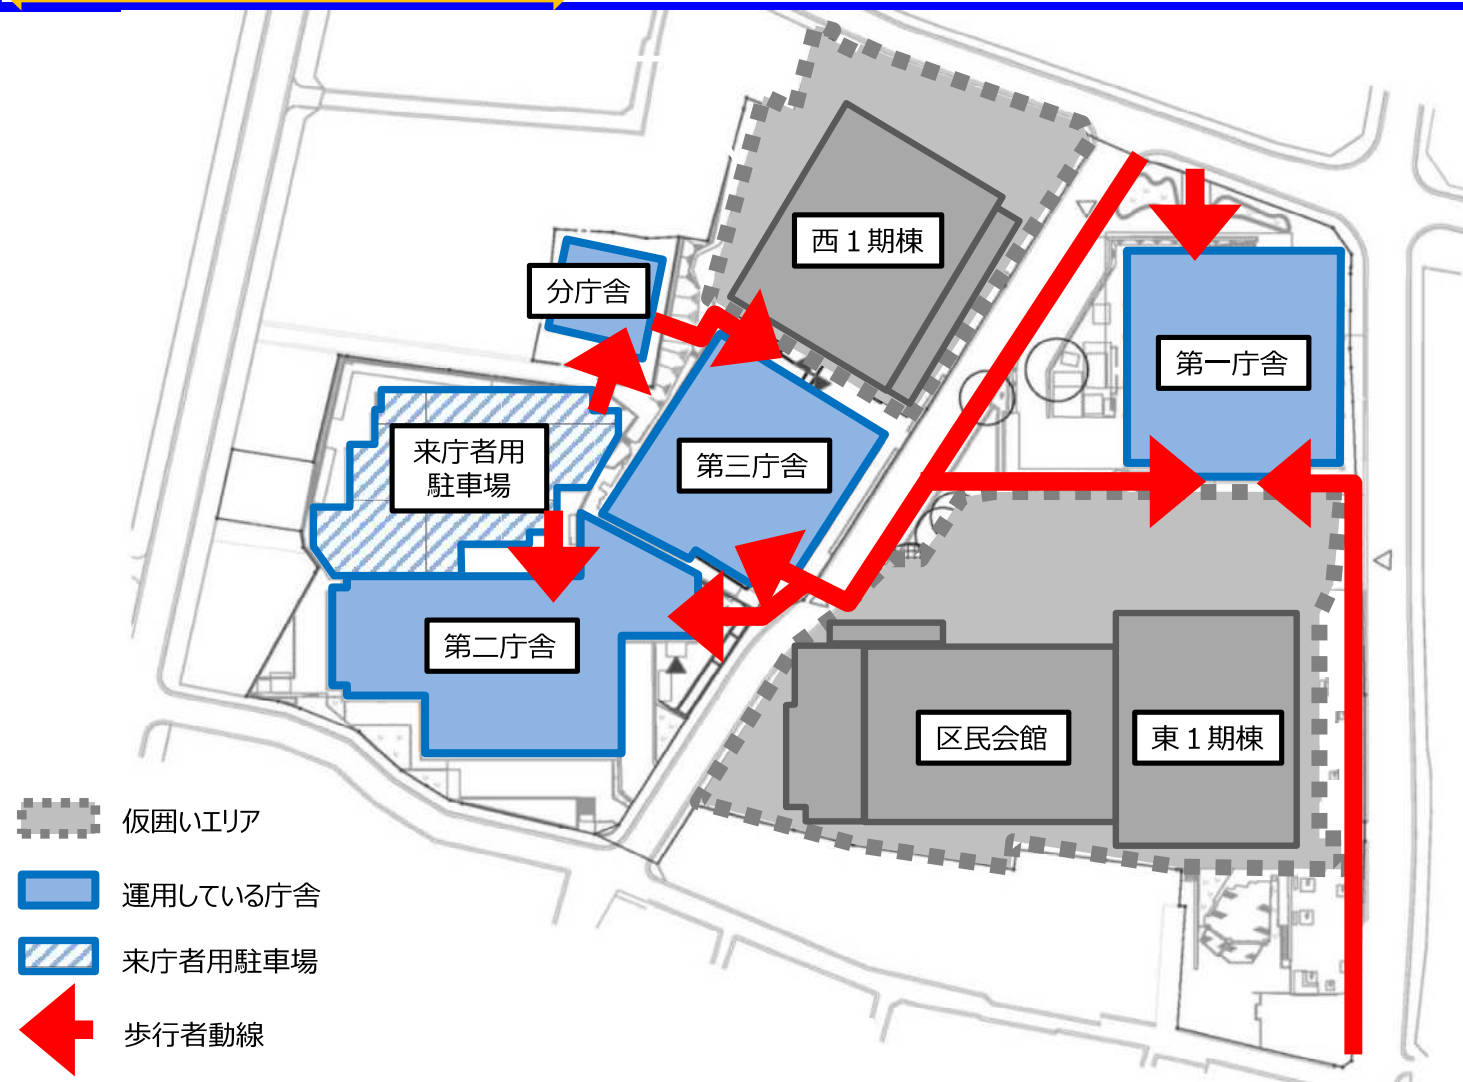 西１期棟
分庁舎
第一庁舎
来庁者用
駐車場
第三庁舎
第二庁舎
区民会館
東１期棟
仮囲いエリア
運用している庁舎
来庁者用駐車場
歩行者動線